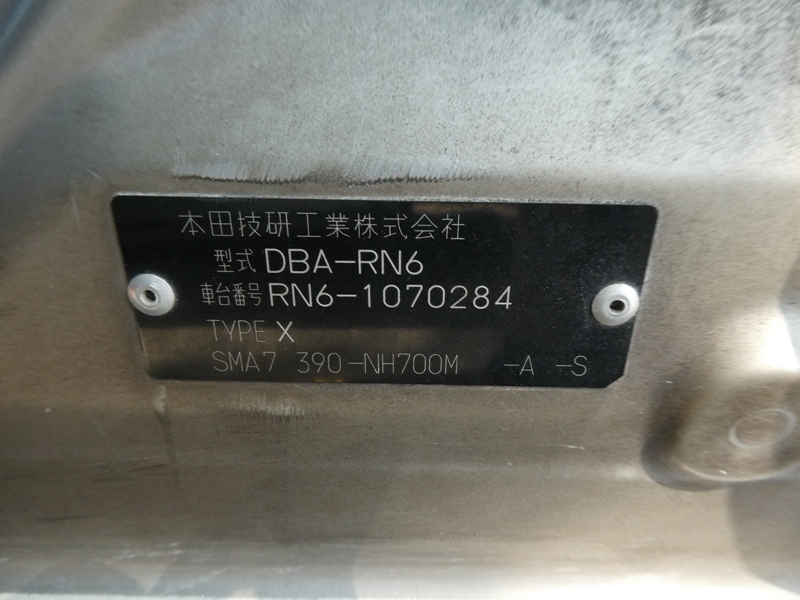 本田技研工業株式会社
型式 DBA-RN6
車台番号 RN6-1070284
TYPE X
SMA7 390-NH700M -A -S